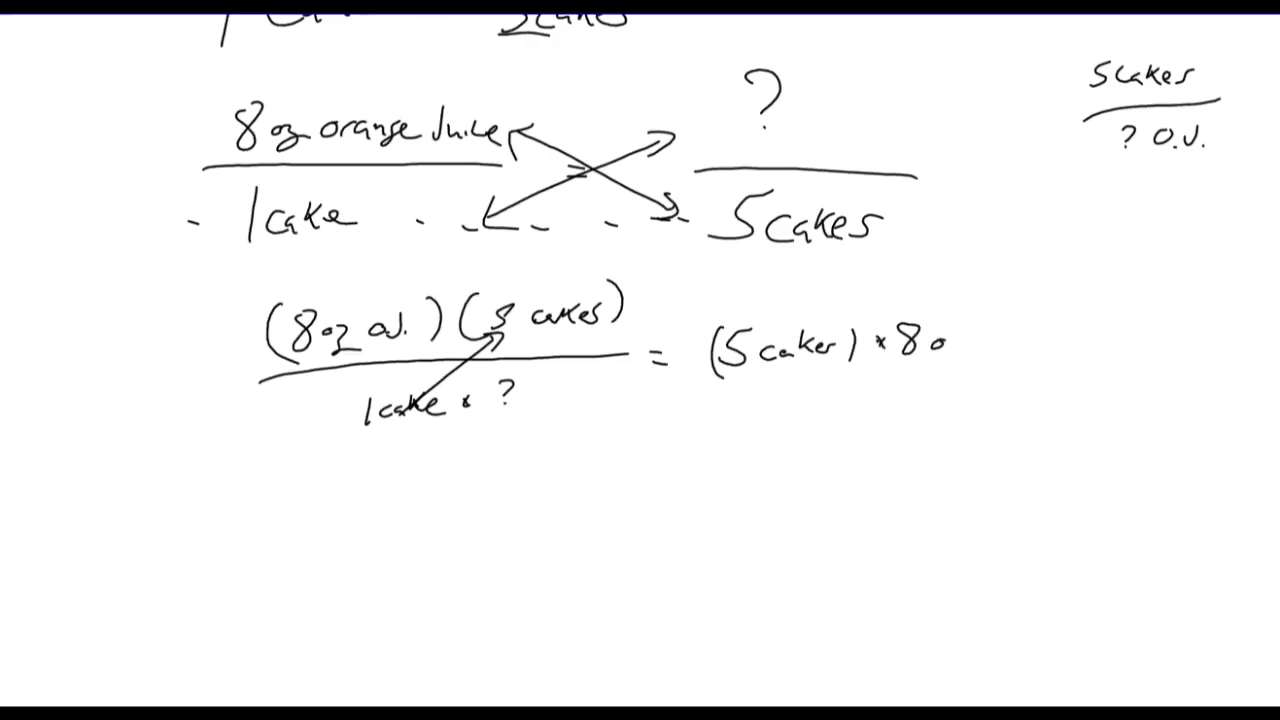 8 oz orange Juice ?
= 
1 cake 5 cakes
5 cakes
? O.J.
(8 oz o.J.) (5 cakes)
1 cake * ?
= (5 cakes) * 8 o